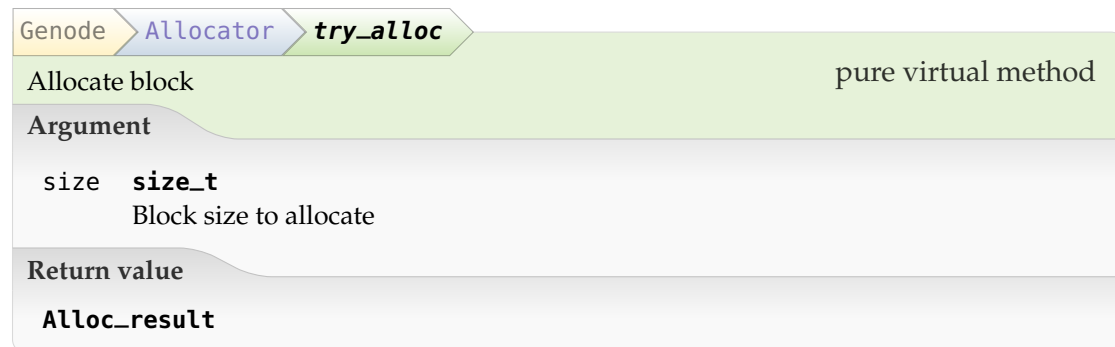 Genode Allocator try_alloc
Allocate block pure virtual method
Argument
size size_t
Block size to allocate
Return value
Alloc_result